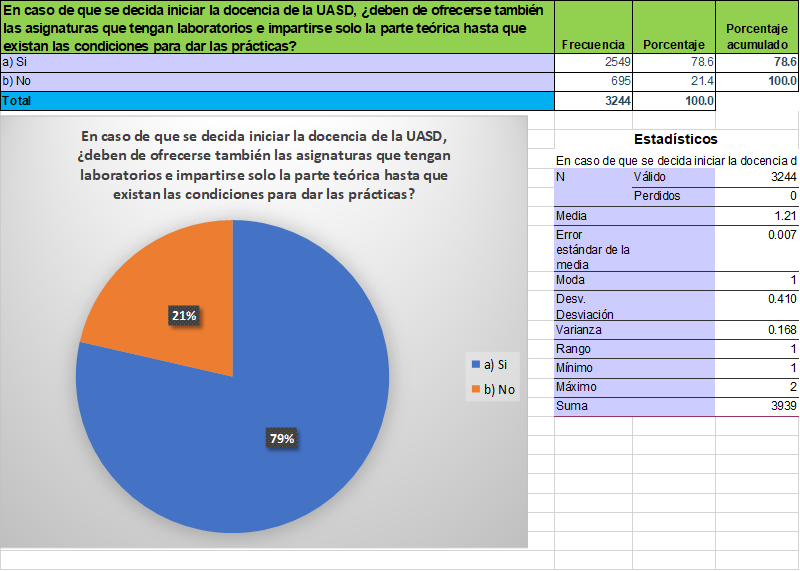 En caso de que se decida iniciar la docencia de la UASD, ¿deben de ofrecerse también
las asignaturas que tengan laboratorios e impartirse solo la parte teórica hasta que
existan las condiciones para dar las prácticas?
Frecuencia Porcentaje Porcentaje
acumulado
a) Si 2549 78.6 78.6
b) No 695 21.4 100.0
Total 3244 100.0
En caso de que se decida iniciar la docencia de la UASD,
¿deben de ofrecerse también las asignaturas que tengan
laboratorios e impartirse solo la parte teórica hasta que
existan las condiciones para dar las prácticas?
21%
79%
a) Si
b) No
Estadísticos
En caso de que se decida iniciar la docencia d
N Válido 3244
Perdidos 0
Media 1.21
Error 0.007
estándar de la
media
Moda 1
Desv. 0.410
Desviación
Varianza 0.168
Rango 1
Mínimo 1
Máximo 2
Suma 3939